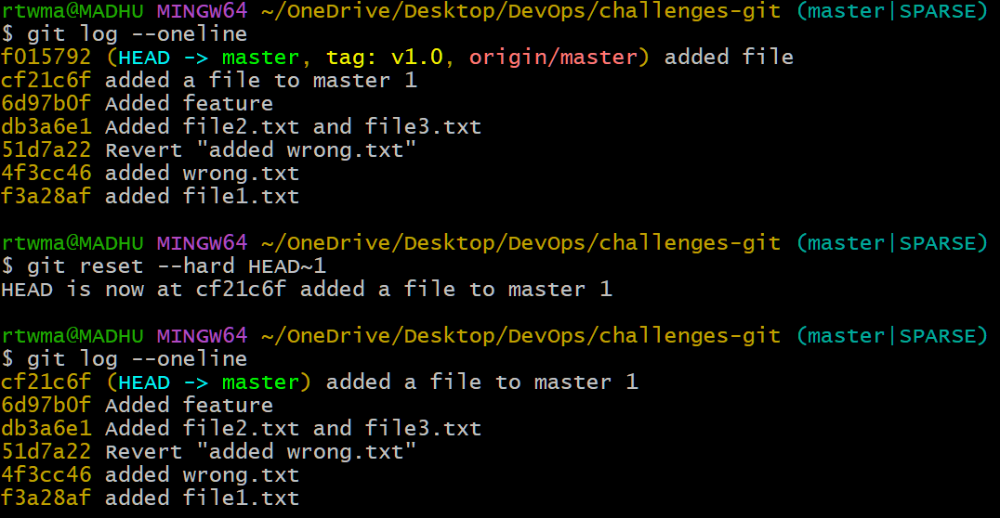 rtwma@MADHU MINGW64 ~/OneDrive/Desktop/DevOps/challenges-git (master|SPARSE)
$ git log --oneline
f015792 (HEAD -> master, tag: v1.0, origin/master) added file
cf21c6f added a file to master 1
6d97b0f Added feature
db3a6e1 Added file2.txt and file3.txt
51d7a22 Revert "added wrong.txt"
4f3cc46 added wrong.txt
f3a28af added file1.txt
rtwma@MADHU MINGW64 ~/OneDrive/Desktop/DevOps/challenges-git (master|SPARSE)
$ git reset --hard HEAD~1
HEAD is now at cf21c6f added a file to master 1
rtwma@MADHU MINGW64 ~/OneDrive/Desktop/DevOps/challenges-git (master|SPARSE)
$ git log --oneline
cf21c6f (HEAD -> master) added a file to master 1
6d97b0f Added feature
db3a6e1 Added file2.txt and file3.txt
51d7a22 Revert "added wrong.txt"
4f3cc46 added wrong.txt
f3a28af added file1.txt